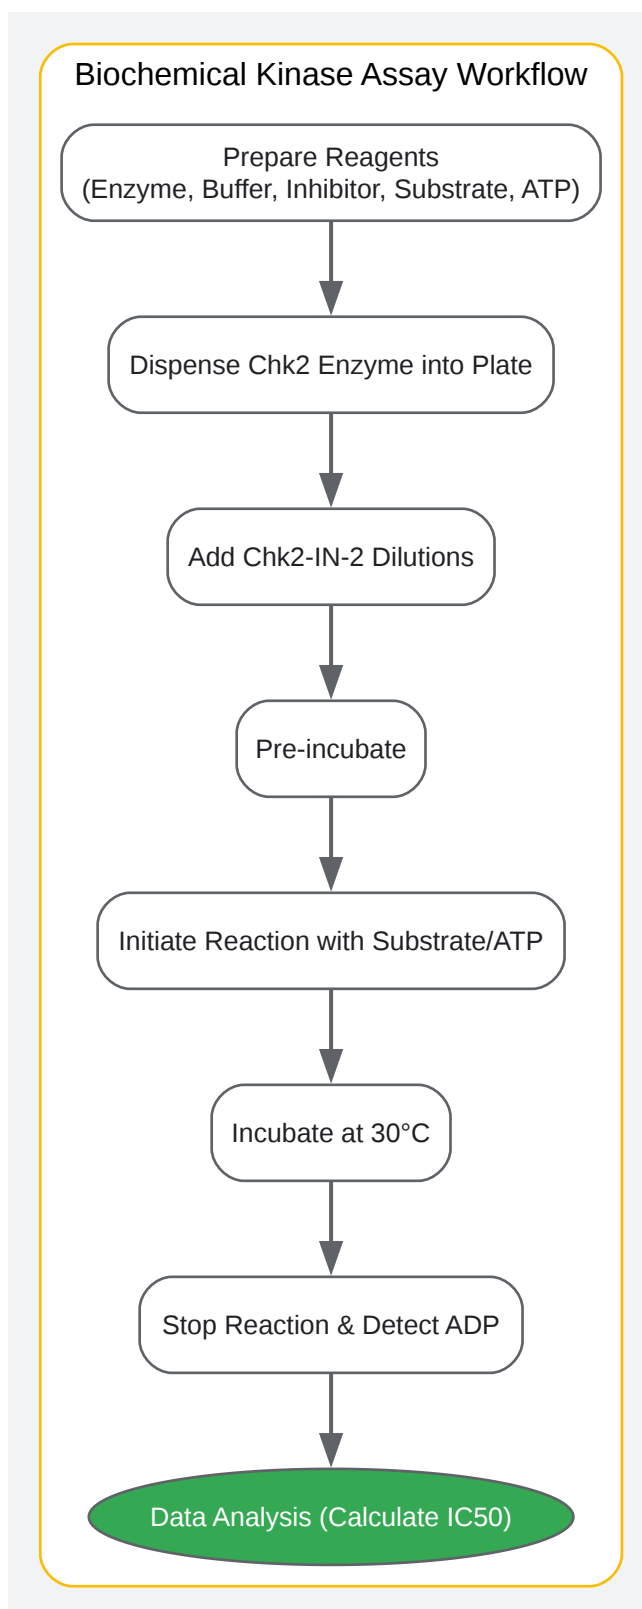 Biochemical Kinase Assay Workflow
Prepare Reagents
(Enzyme, Buffer, Inhibitor, Substrate, ATP)
Dispense Chk2 Enzyme into Plate
Add Chk2-IN-2 Dilutions
Pre-incubate
Initiate Reaction with Substrate/ATP
Incubate at 30°C
Stop Reaction & Detect ADP
Data Analysis (Calculate IC50)